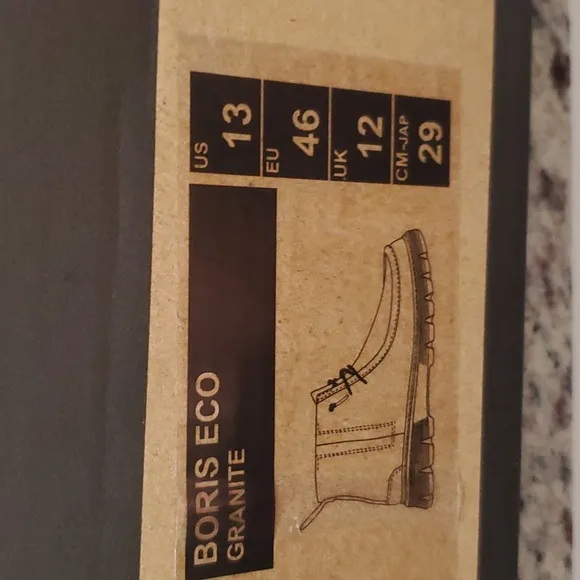 BORIS ECO
GRANITE
US
13
EU
46
UK
12
CM-JAP
29